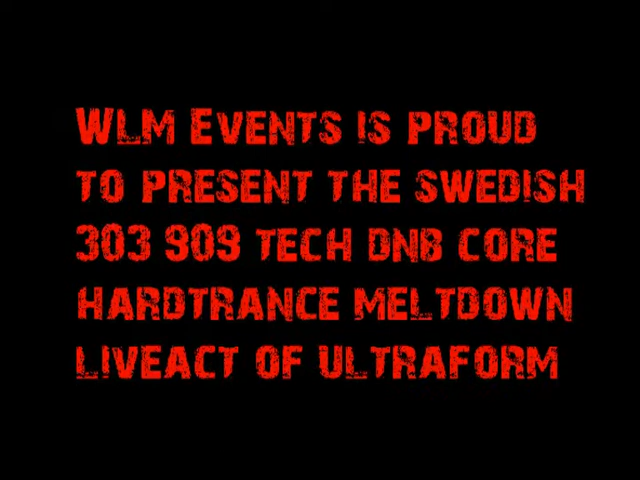 WLM EVENTS IS PROUD
TO PRESENT THE SWEDISH
303 909 TECH DNB CORE
HARDTRANCE MELTDOWN
LIVEACT OF ULTRAFORM